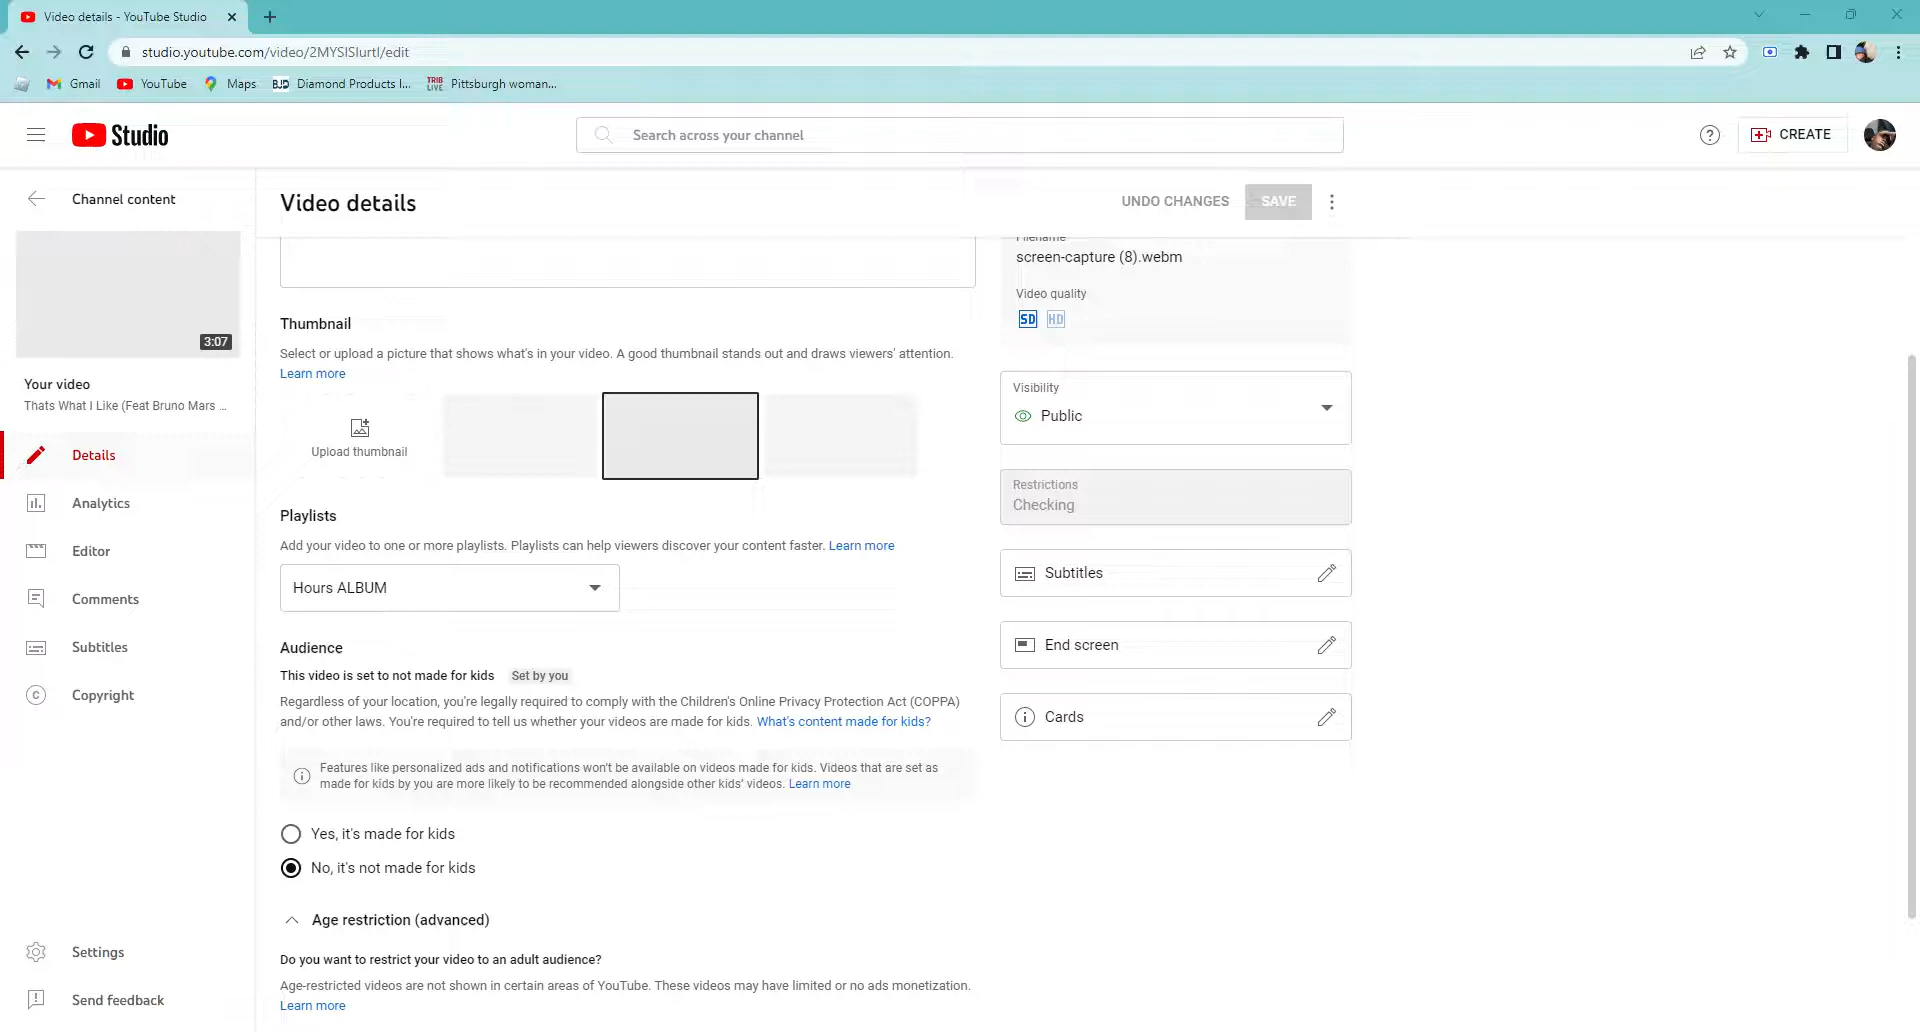 Video details - YouTube Studio
studio.youtube.com/video/2MYSISIurtI/edit
Gmail
YouTube
Maps
BJD
Diamond Products I...
TRIB LIVE
Pittsburgh woman...
Studio
Search across your channel
?
CREATE
Channel content
3:07
Your video
Thats What I Like (Feat Bruno Mars ...
Details
Analytics
Editor
Comments
Subtitles
Copyright
Settings
Send feedback
Video details
UNDO CHANGES
SAVE
Thumbnail
Select or upload a picture that shows what's in your video. A good thumbnail stands out and draws viewers' attention.
Learn more
Upload thumbnail
Playlists
Add your video to one or more playlists. Playlists can help viewers discover your content faster. Learn more
Hours ALBUM
Audience
This video is set to not made for kids Set by you
Regardless of your location, you're legally required to comply with the Children's Online Privacy Protection Act (COPPA)
and/or other laws. You're required to tell us whether your videos are made for kids. What's content made for kids?
Features like personalized ads and notifications won't be available on videos made for kids. Videos that are set as
made for kids by you are more likely to be recommended alongside other kids' videos. Learn more
Yes, it's made for kids
No, it's not made for kids
Age restriction (advanced)
Do you want to restrict your video to an adult audience?
Age-restricted videos are not shown in certain areas of YouTube. These videos may have limited or no ads monetization.
Learn more
Filename
screen-capture (8).webm
Video quality
SD HD
Visibility
Public
Restrictions
Checking
Subtitles
End screen
Cards